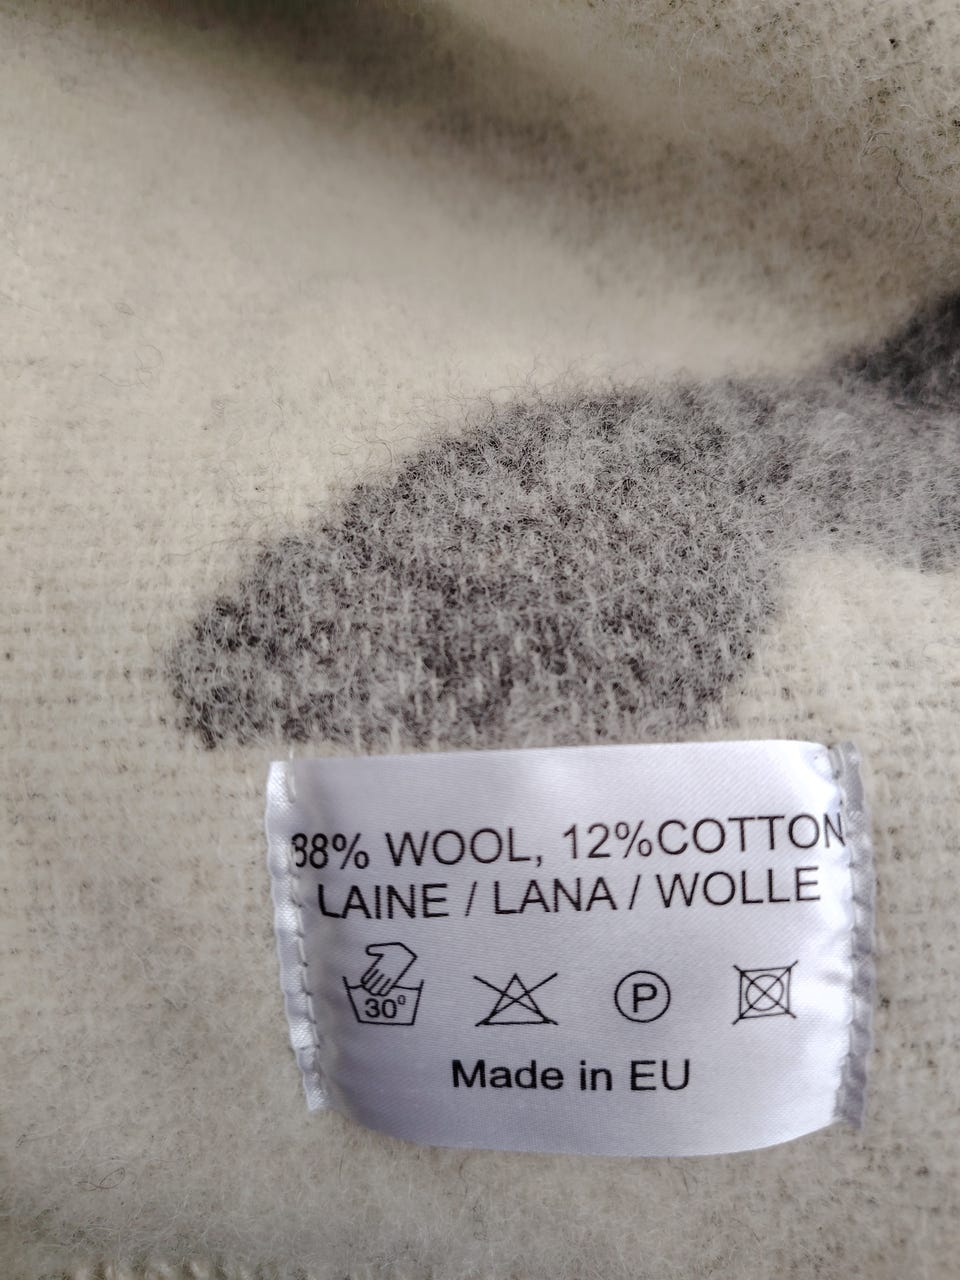 88% WOOL, 12%COTTON
LAINE / LANA / WOLLE
30°
P
Made in EU